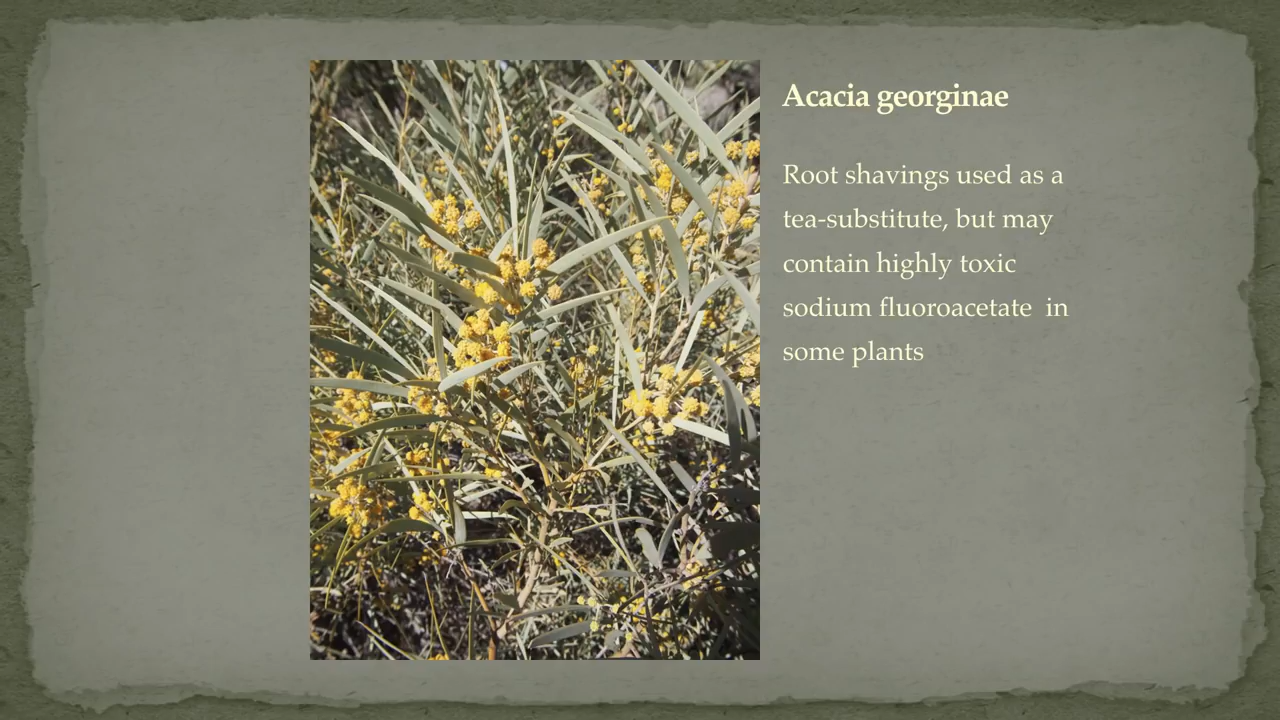 Acacia georginae
Root shavings used as a
tea-substitute, but may
contain highly toxic
sodium fluoroacetate  in
some plants